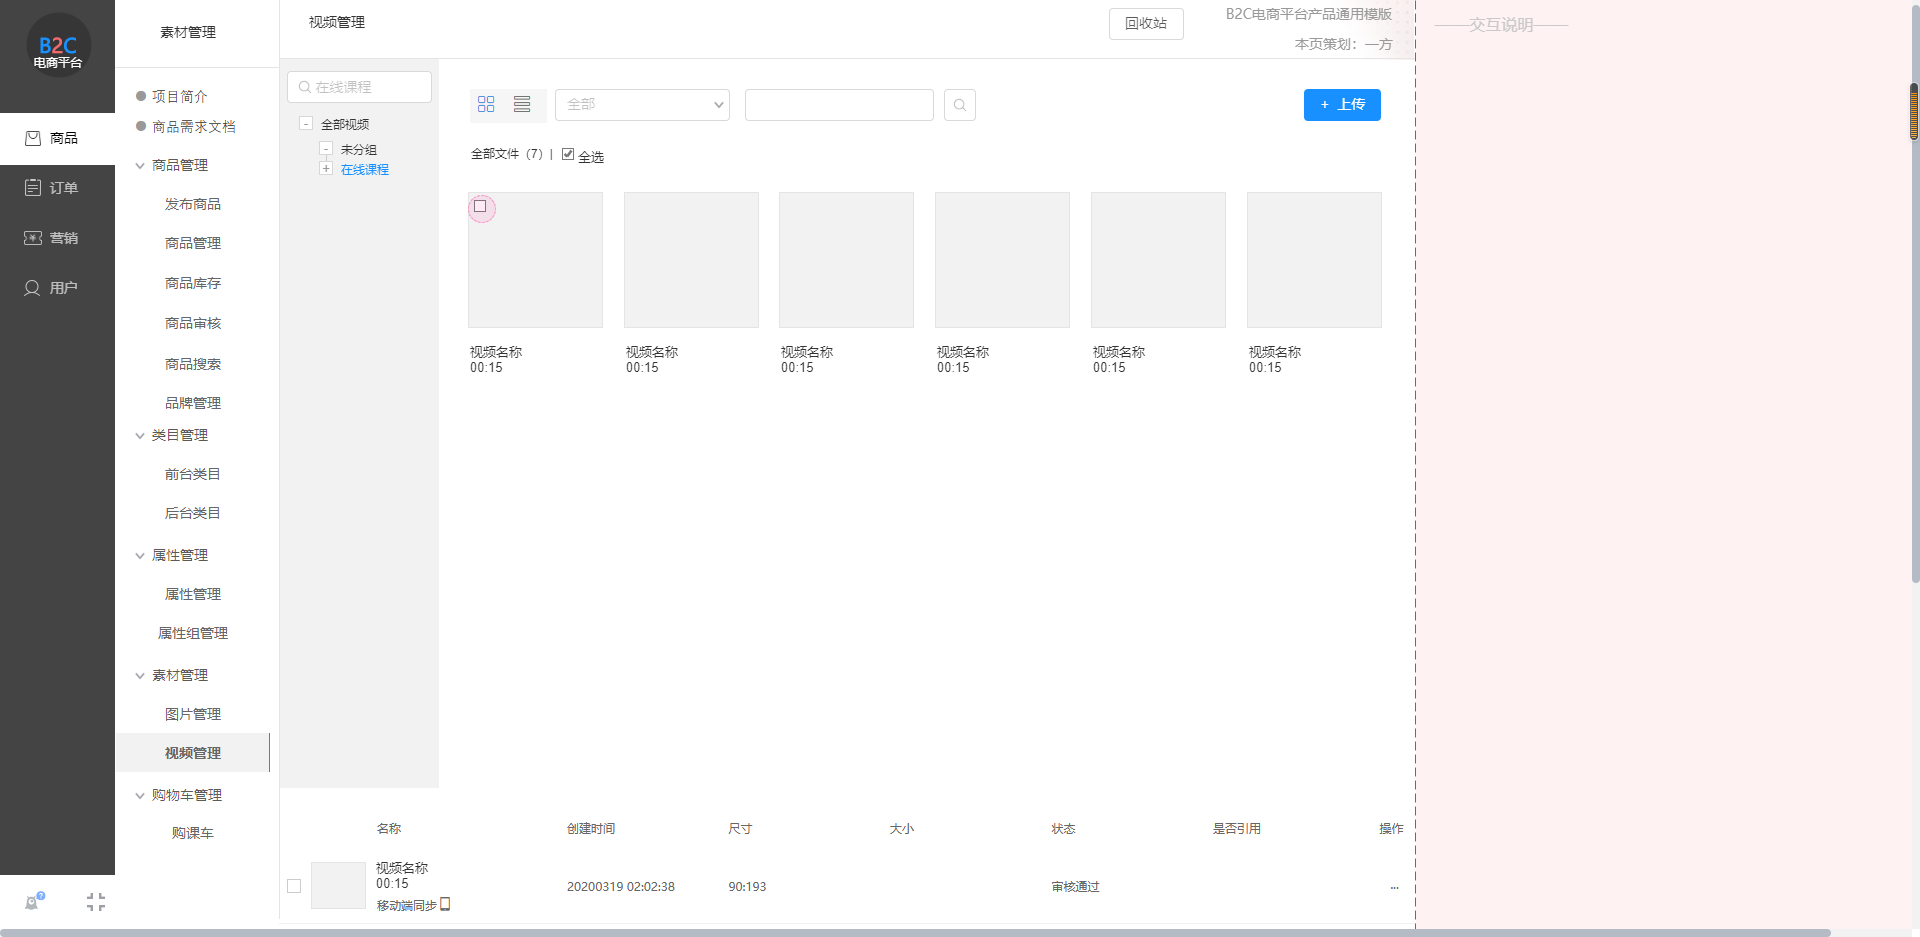 B2C
电商平台
商品
订单
营销
用户
素材管理
项目简介
商品需求文档
商品管理
发布商品
商品管理
商品库存
商品审核
商品搜索
品牌管理
类目管理
前台类目
后台类目
属性管理
属性管理
属性组管理
素材管理
图片管理
视频管理
购物车管理
购课车
视频管理
回收站
B2C电商平台产品通用模版
本页策划：一方
在线课程
全部视频
未分组
在线课程
全部
+ 上传
全部文件（7）| 全选
视频名称 视频名称 视频名称 视频名称 视频名称 视频名称
00:15 00:15 00:15 00:15 00:15 00:15
名称 创建时间 尺寸 大小 状态 是否引用 操作
视频名称
00:15
移动端同步
20200319 02:02:38 90:193 审核通过 ...
——交互说明——